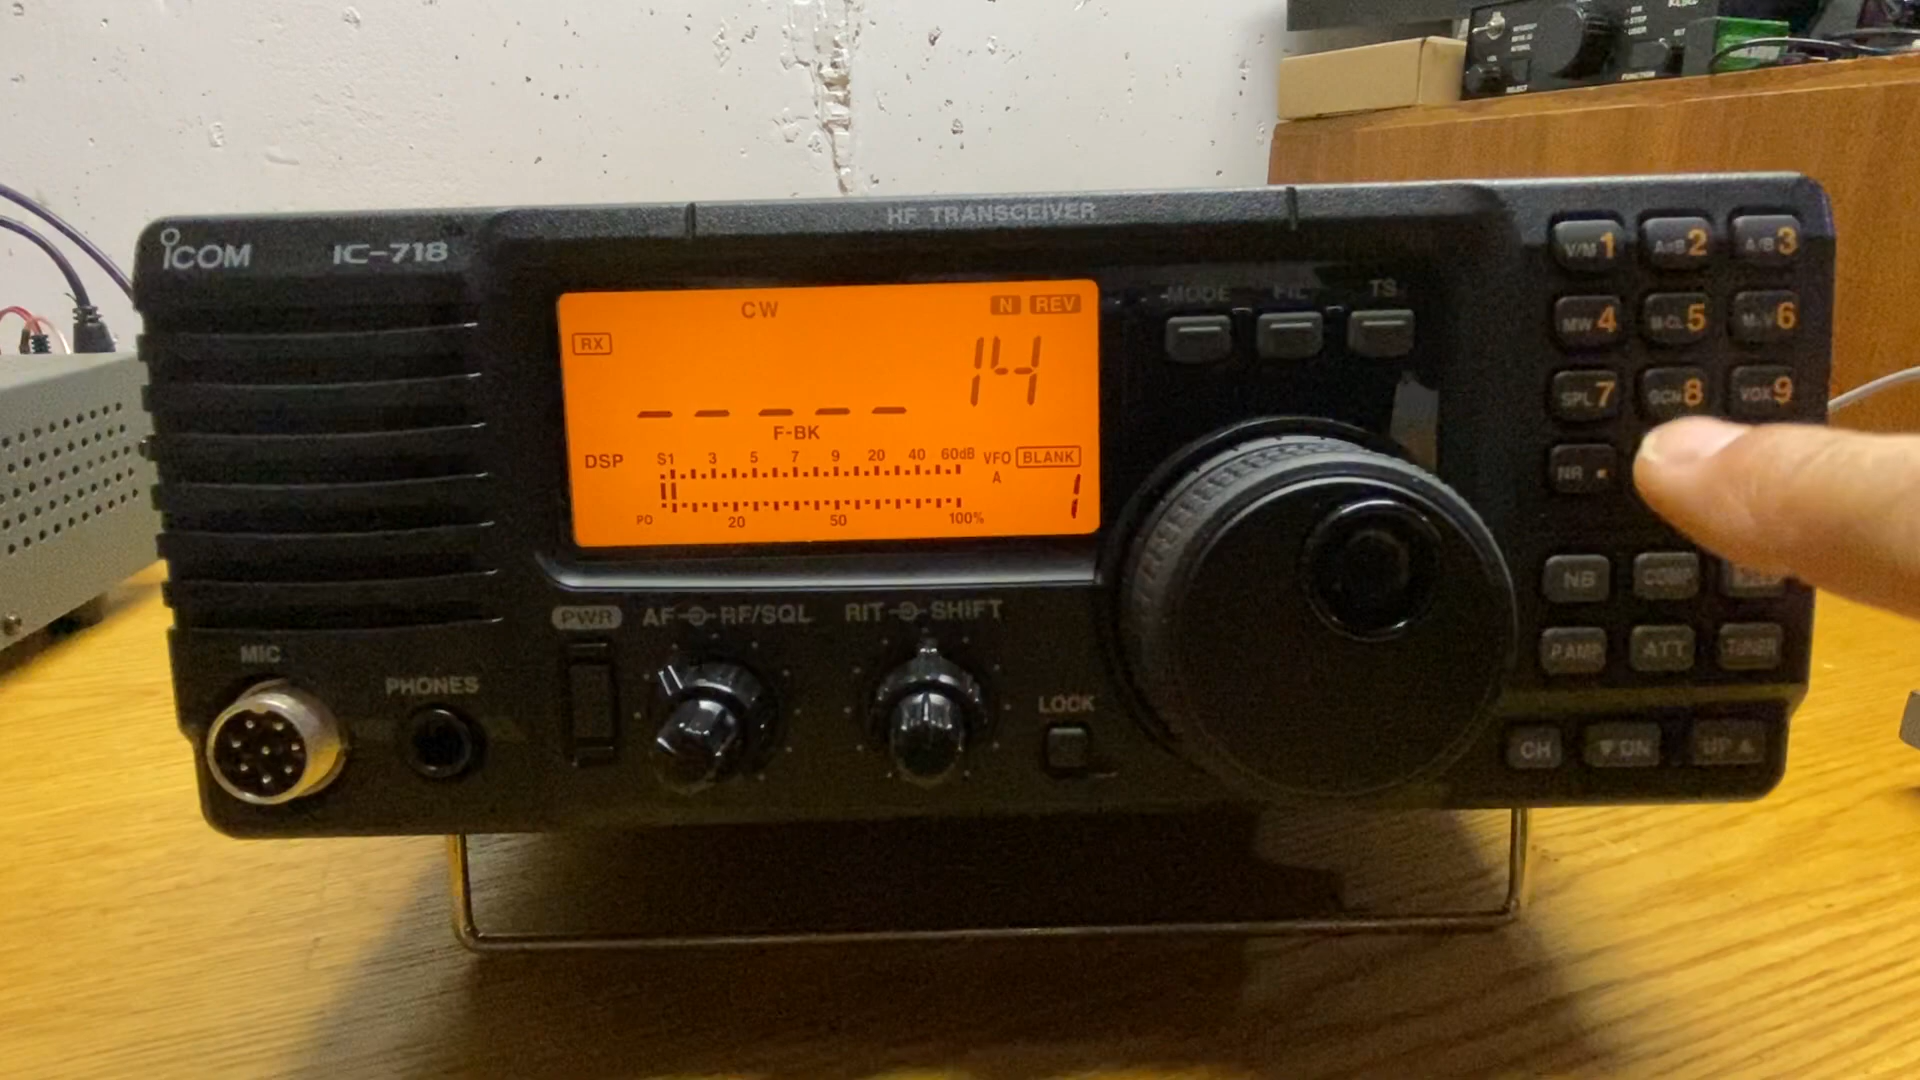 ICOM
IC-718
HF TRANSCEIVER
CW
N REV
RX
14
_ _ _ _ _
F-BK
DSP
S1 3 5 7 9 20 40 60dB
VFO
BLANK
A
PO 20 50 100%
1
MODE
FIL
TS
V/M 1
A=B 2
A/B 3
MW 4
M-CL 5
6
SPL 7
SCN 8
VOX 9
NR .
NB
COMP
P.AMP
ATT
TUNER
CH
▼ DN
UP ▲
PWR
AF RF/SQL
RIT SHIFT
MIC
PHONES
LOCK
FUNCTION
SELECT